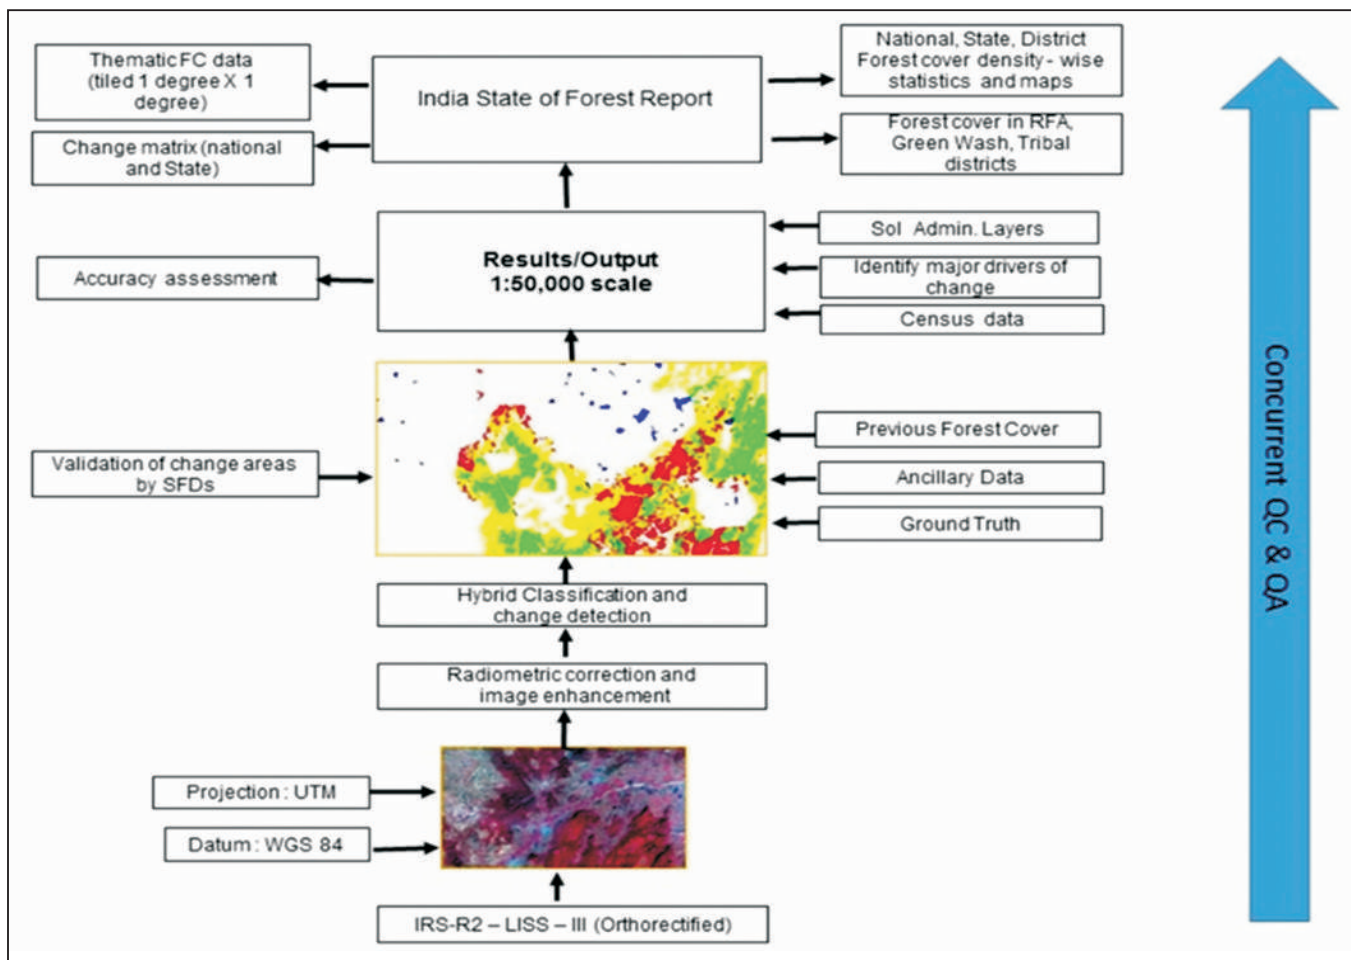 Thematic FC data
(tiled 1 degree X 1
degree)
Change matrix (national
and State)
India State of Forest Report
National, State, District
Forest cover density - wise
statistics and maps
Forest cover in RFA,
Green Wash, Tribal
districts
Accuracy assessment
Results/Output
1:50,000 scale
SoI Admin. Layers
Identify major drivers of
change
Census data
Validation of change areas
by SFDs
Previous Forest Cover
Ancillary Data
Ground Truth
Hybrid Classification and
change detection
Radiometric correction and
image enhancement
Projection : UTM
Datum : WGS 84
IRS-R2 – LISS – III (Orthorectified)
Concurrent QC & QA